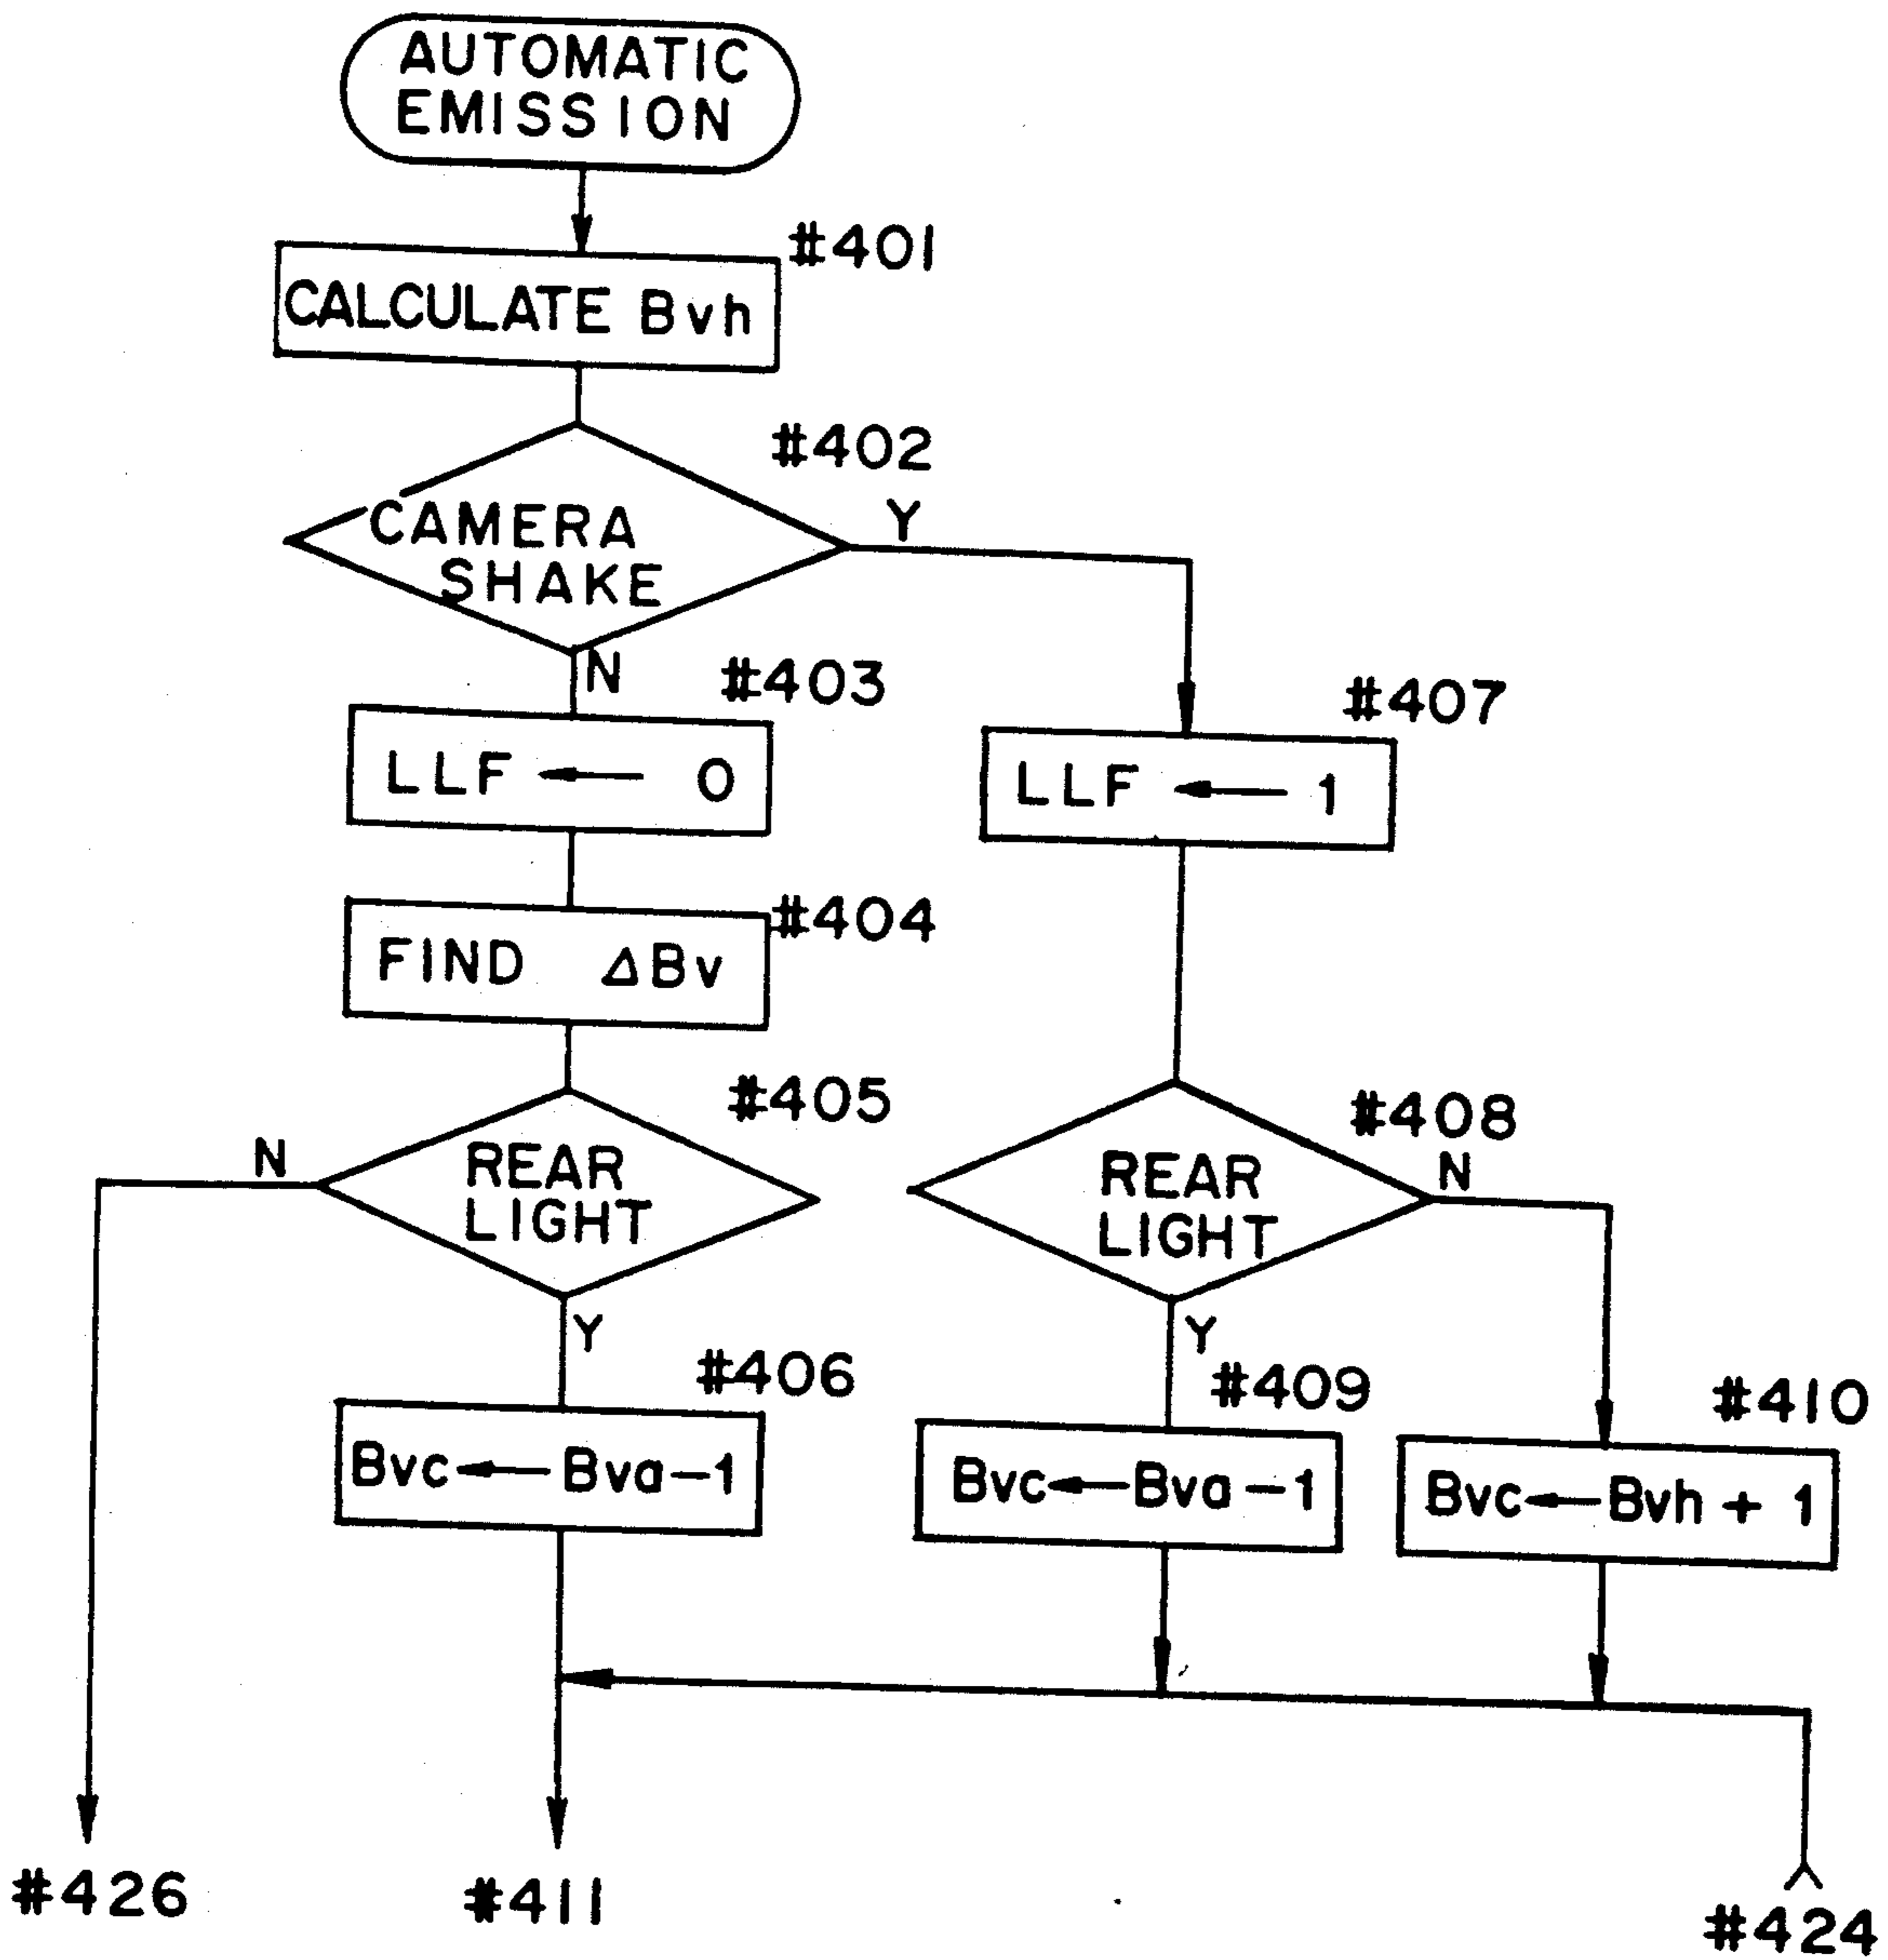 AUTOMATIC
EMISSION
#401
CALCULATE Bvh
#402
CAMERA
SHAKE
Y
N
#403
LLF ← 0
#407
LLF ← 1
#404
FIND ΔBv
#405
REAR
LIGHT
N
Y
#408
REAR
LIGHT
N
Y
#406
Bvc ← Bva - 1
#409
Bvc ← Bva - 1
#410
Bvc ← Bvh + 1
#426
#411
#424